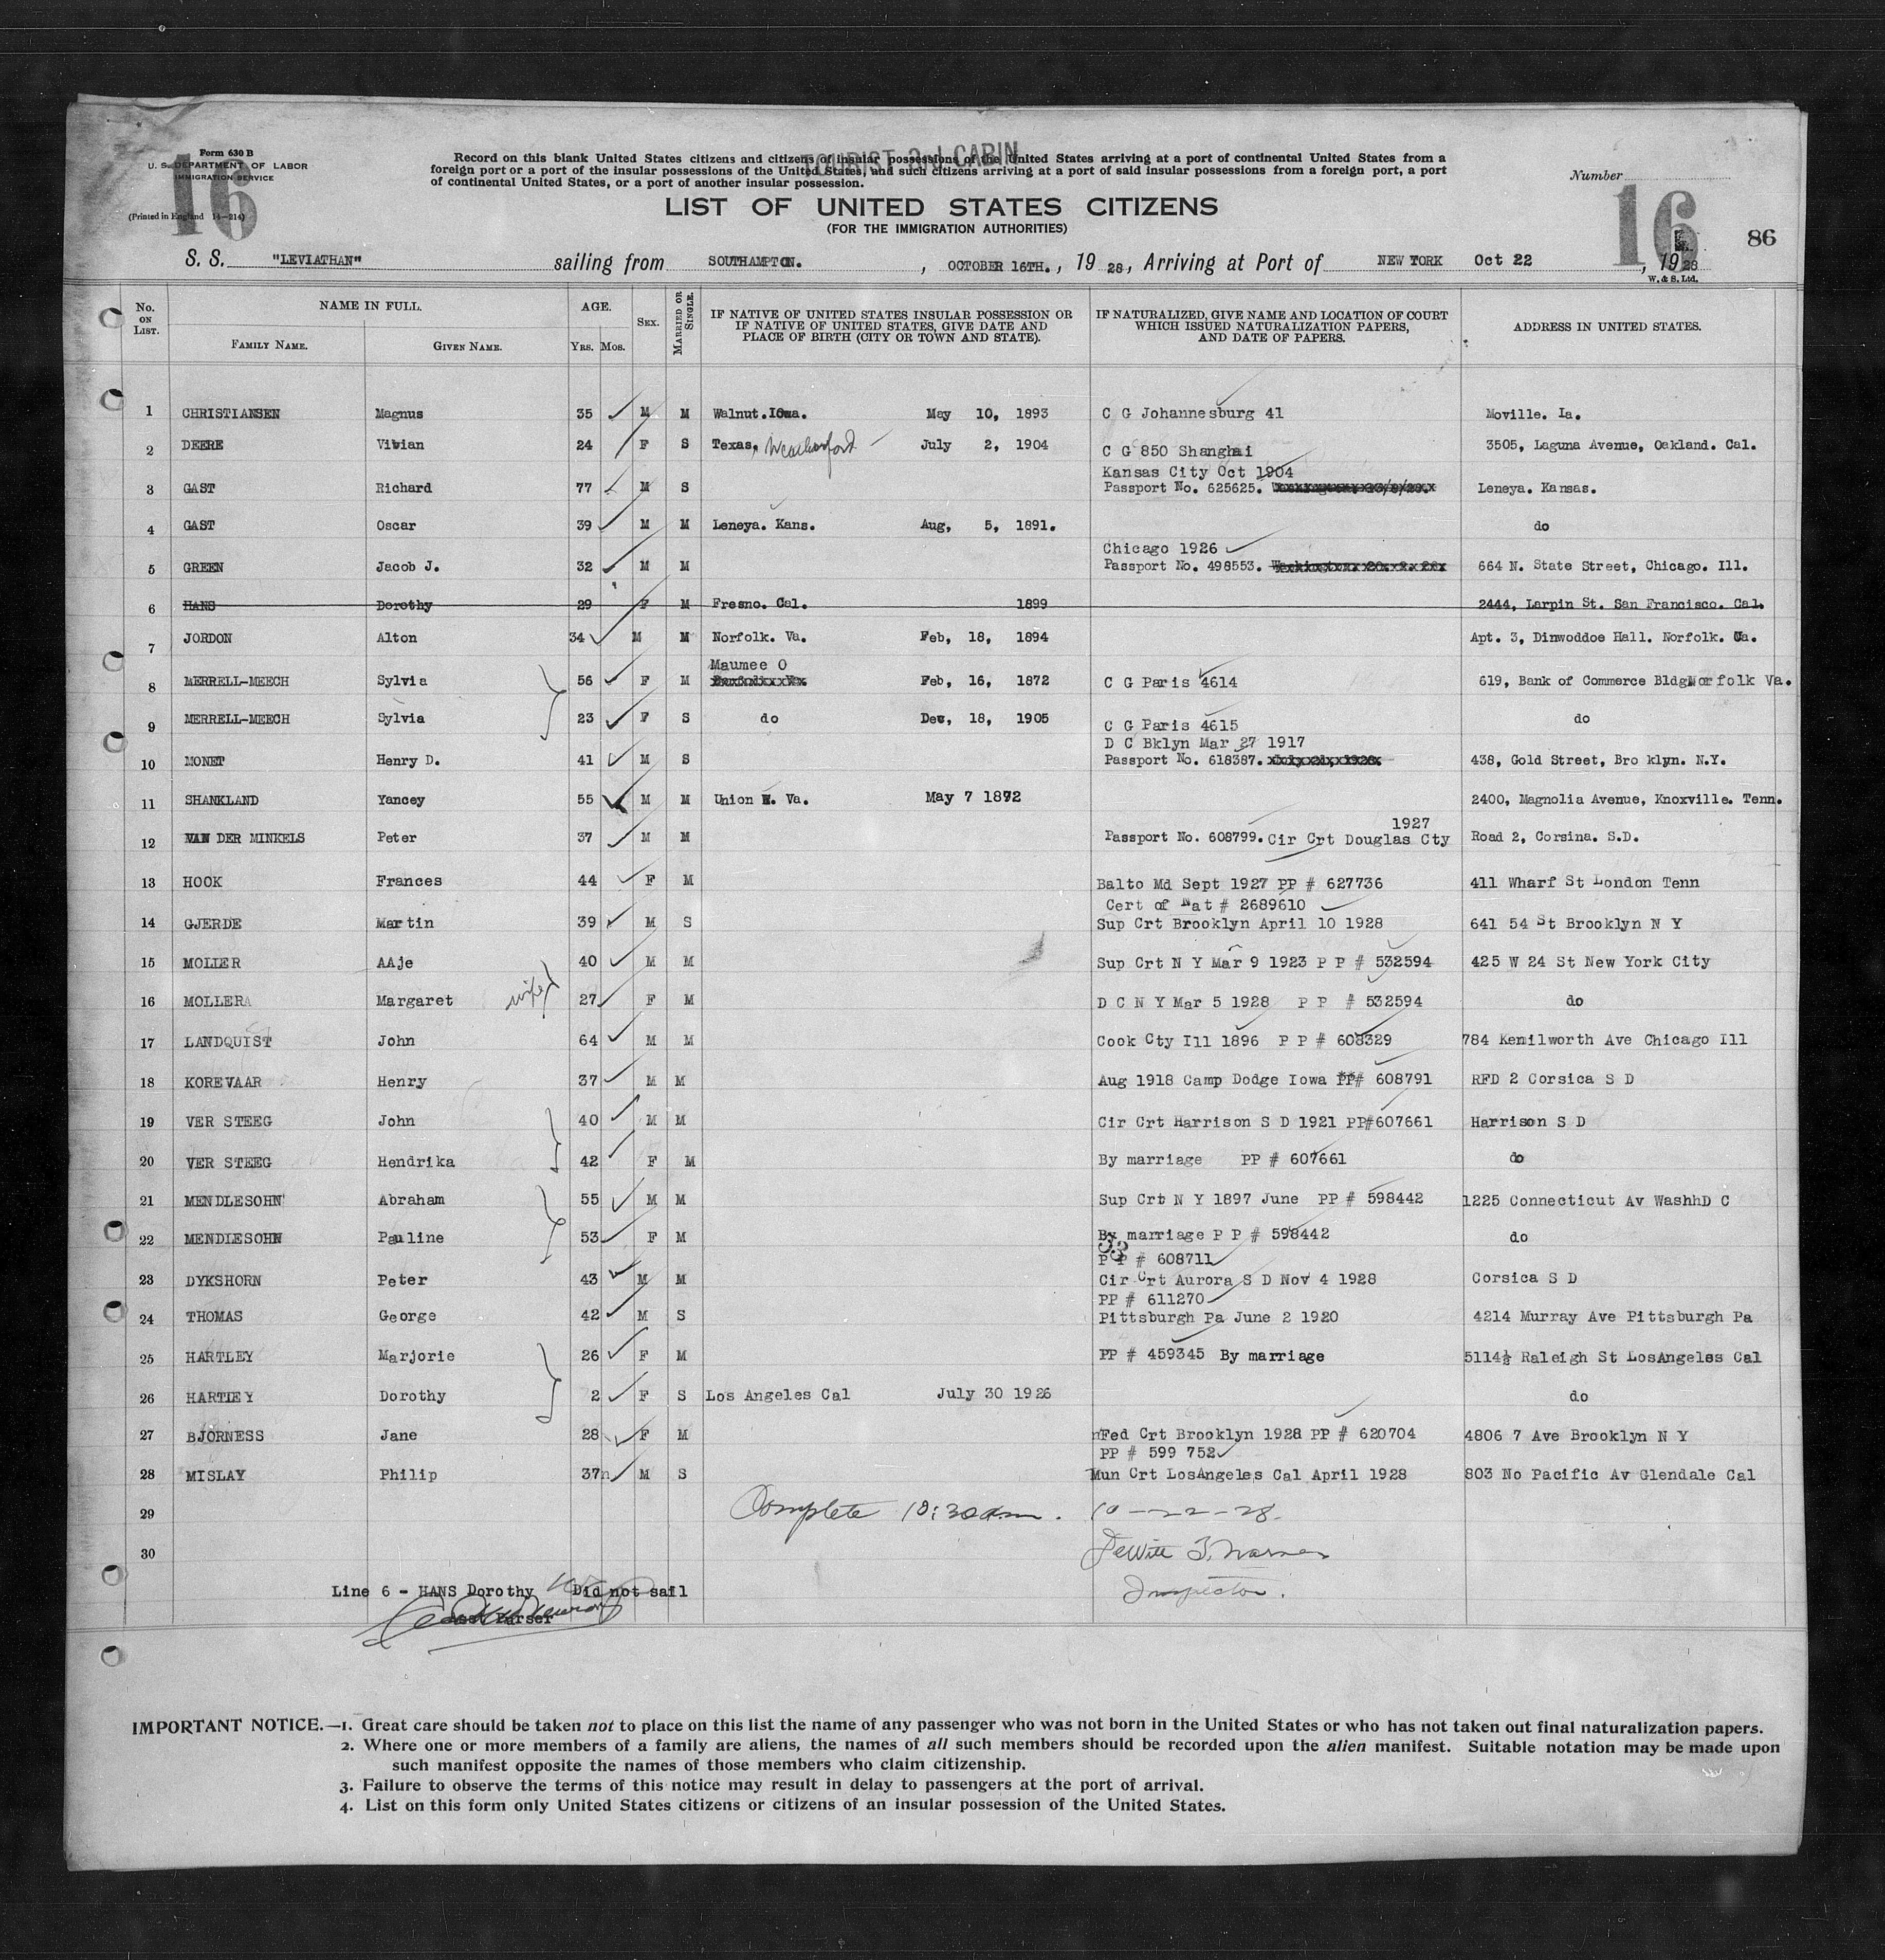 Form 630 B
U. S. DEPARTMENT OF LABOR
IMMIGRATION SERVICE
(Printed in England 14—214)
16
TOURIST 3d CABIN
Record on this blank United States citizens and citizens of insular possessions of the United States arriving at a port of continental United States from a
foreign port or a port of the insular possessions of the United States, and such citizens arriving at a port of said insular possessions from a foreign port, a port
of continental United States, or a port of another insular possession.
Number
16
86
LIST OF UNITED STATES CITIZENS
(FOR THE IMMIGRATION AUTHORITIES)
S. S. "LEVIATHAN" sailing from SOUTHAMPTON. , OCTOBER 16TH. , 19 28 , Arriving at Port of NEW YORK Oct 22 , 1928
W. & S. Ltd.
No. ON LIST. NAME IN FULL. FAMILY NAME. GIVEN NAME. AGE. YRS. MOS. SEX. MARRIED OR SINGLE. IF NATIVE OF UNITED STATES INSULAR POSSESSION OR IF NATIVE OF UNITED STATES, GIVE DATE AND PLACE OF BIRTH (CITY OR TOWN AND STATE). IF NATURALIZED, GIVE NAME AND LOCATION OF COURT WHICH ISSUED NATURALIZATION PAPERS, AND DATE OF PAPERS. ADDRESS IN UNITED STATES.
1 CHRISTIANSEN Magnus 35 M M Walnut.Iowa. May 10, 1893 C G Johannesburg 41 Moville. Ia.
2 DEERE Vivian 24 F S Texas, Weatherford July 2, 1904 C G 850 Shanghai 3505, Laguna Avenue, Oakland. Cal.
Kansas City Oct 1904
3 GAST Richard 77 M S Passport No. 625625. Leneya. Kansas.
4 GAST Oscar 39 M M Leneya. Kans. Aug, 5, 1891. do
Chicago 1926
5 GREEN Jacob J. 32 M M Passport No. 498553. 664 N. State Street, Chicago. Ill.
6 HANS Dorothy 29 F M Fresno. Cal. 1899 2444, Larpin St. San Francisco. Cal.
7 JORDON Alton 34 M M Norfolk. Va. Feb, 18, 1894 Apt. 3, Dinwoddoe Hall. Norfolk. Va.
Maumee O
8 MERRELL-MEECH Sylvia 56 F M Feb, 16, 1872 C G Paris 4614 619, Bank of Commerce Bldg Norfolk Va.
9 MERRELL-MEECH Sylvia 23 F S do Dec, 18, 1905 C G Paris 4615 do
D C Bklyn Mar 27 1917
10 MONET Henry D. 41 M S Passport No. 618387. 438, Gold Street, Bro klyn. N.Y.
11 SHANKLAND Yancey 55 M M Union W. Va. May 7 1872 2400, Magnolia Avenue, Knoxville. Tenn.
1927
12 VAN DER MINKELS Peter 37 M M Passport No. 608799. Cir Crt Douglas Cty Road 2, Corsina. S.D.
13 HOOK Frances 44 F M Balto Md Sept 1927 PP # 627736 411 Wharf St London Tenn
Cert of Nat # 2689610
14 GJERDE Martin 39 M S Sup Crt Brooklyn April 10 1928 641 54 St Brooklyn N Y
15 MOLLER AAje 40 M M Sup Crt N Y Mar 9 1923 P P # 532594 425 W 24 St New York City
16 MOLLERA Margaret wife 27 F M D C N Y Mar 5 1928 P P # 532594 do
17 LANDQUIST John 64 M M Cook Cty Ill 1896 P P # 608329 784 Kenilworth Ave Chicago Ill
18 KOREVAAR Henry 37 M M Aug 1918 Camp Dodge Iowa PP# 608791 RFD 2 Corsica S D
19 VER STEEG John 40 M M Cir Crt Harrison S D 1921 PP#607661 Harrison S D
20 VER STEEG Hendrika 42 F M By marriage PP # 607661 do
21 MENDLESOHN Abraham 55 M M Sup Crt N Y 1897 June PP # 598442 1225 Connecticut Av WashhD C
22 MENDLESOHN Pauline 53 F M By marriage P P # 598442 do
P P # 608711
23 DYKSHORN Peter 43 M M Cir Crt Aurora S D Nov 4 1928 Corsica S D
PP # 611270
24 THOMAS George 42 M S Pittsburgh Pa June 2 1920 4214 Murray Ave Pittsburgh Pa
25 HARTLEY Marjorie 26 F M PP # 459345 By marriage 5114½ Raleigh St LosAngeles Cal
26 HARTLEY Dorothy 2 F S Los Angeles Cal July 30 1926 do
27 BJORNESS Jane 28 F M Fed Crt Brooklyn 1928 PP # 620704 4806 7 Ave Brooklyn N Y
PP # 599 752
28 MISLAY Philip 37 M S Mun Crt LosAngeles Cal April 1928 803 No Pacific Av Glendale Cal
29 Complete 10:30am. 10-22-28.
30 DeWitt T. Warner
Line 6 - HANS Dorothy Did not sail Inspector.
Asst Purser
IMPORTANT NOTICE.—1. Great care should be taken not to place on this list the name of any passenger who was not born in the United States or who has not taken out final naturalization papers.
2. Where one or more members of a family are aliens, the names of all such members should be recorded upon the alien manifest. Suitable notation may be made upon
such manifest opposite the names of those members who claim citizenship.
3. Failure to observe the terms of this notice may result in delay to passengers at the port of arrival.
4. List on this form only United States citizens or citizens of an insular possession of the United States.